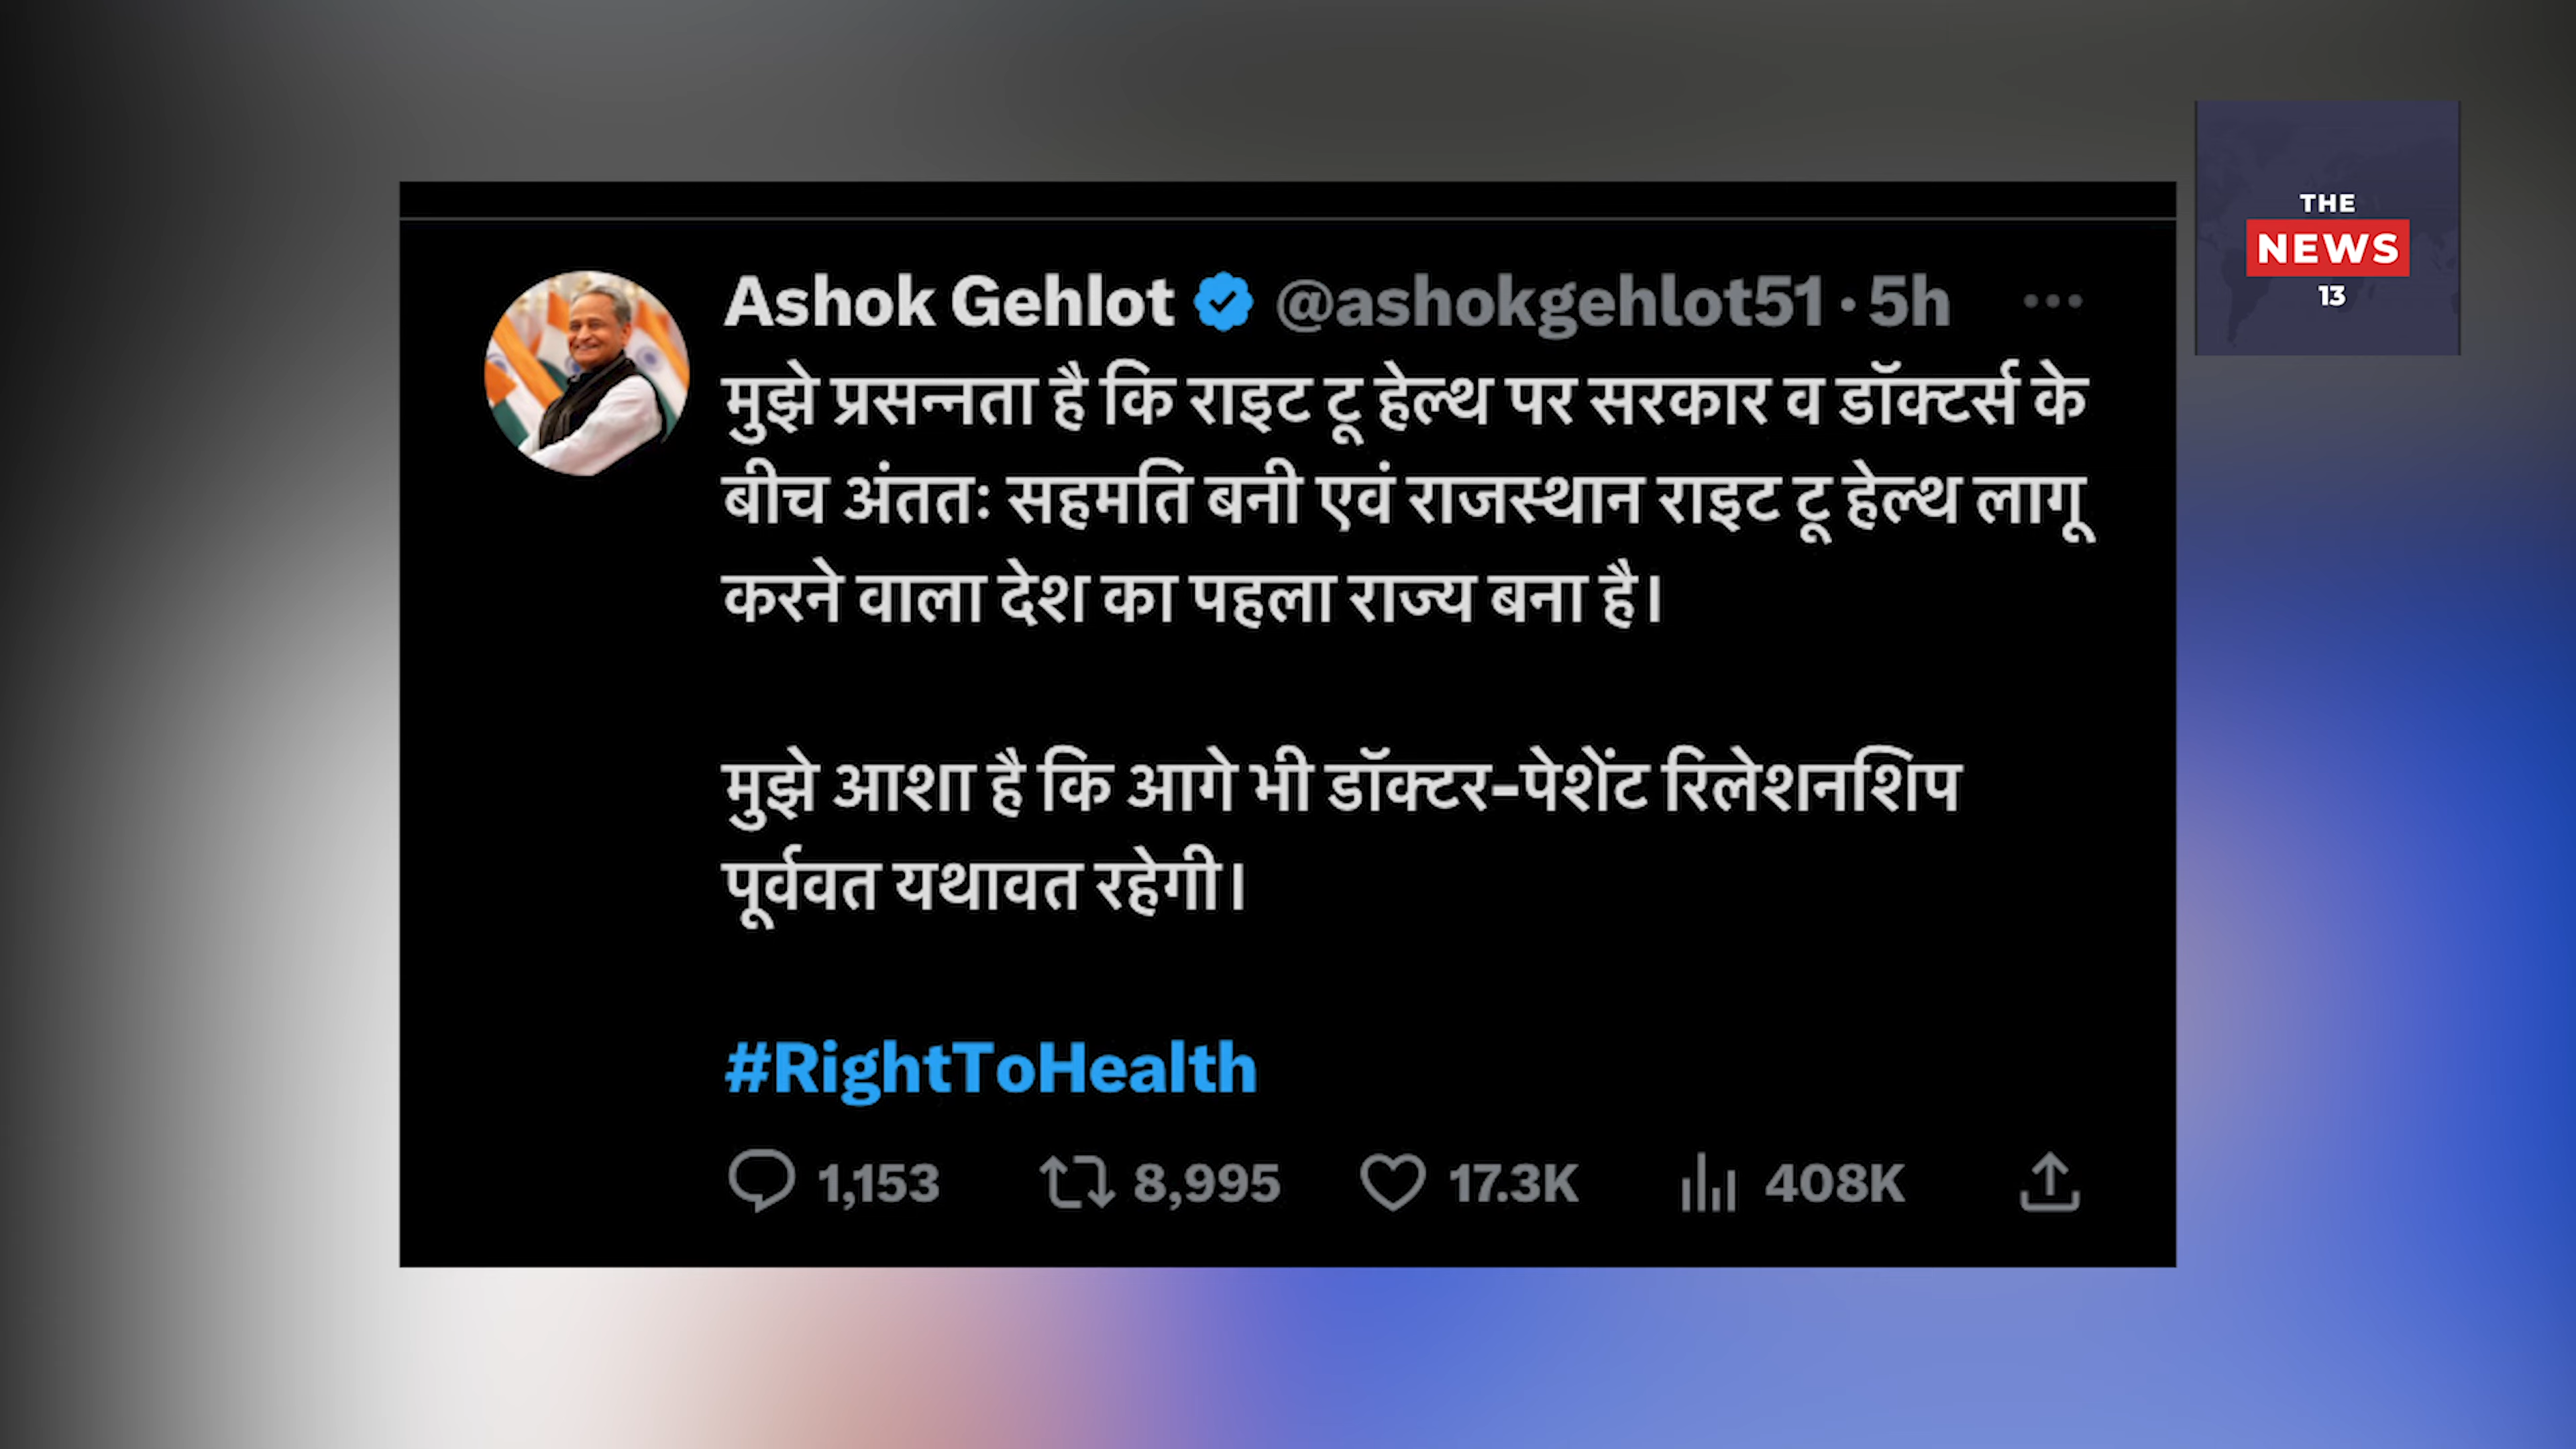 THE
NEWS
13
Ashok Gehlot @ashokgehlot51 · 5h
मुझे प्रसन्नता है कि राइट टू हेल्थ पर सरकार व डॉक्टर्स के
बीच अंततः सहमति बनी एवं राजस्थान राइट टू हेल्थ लागू
करने वाला देश का पहला राज्य बना है।
मुझे आशा है कि आगे भी डॉक्टर-पेशेंट रिलेशनशिप
पूर्ववत यथावत रहेगी।
#RightToHealth
1,153 8,995 17.3K 408K